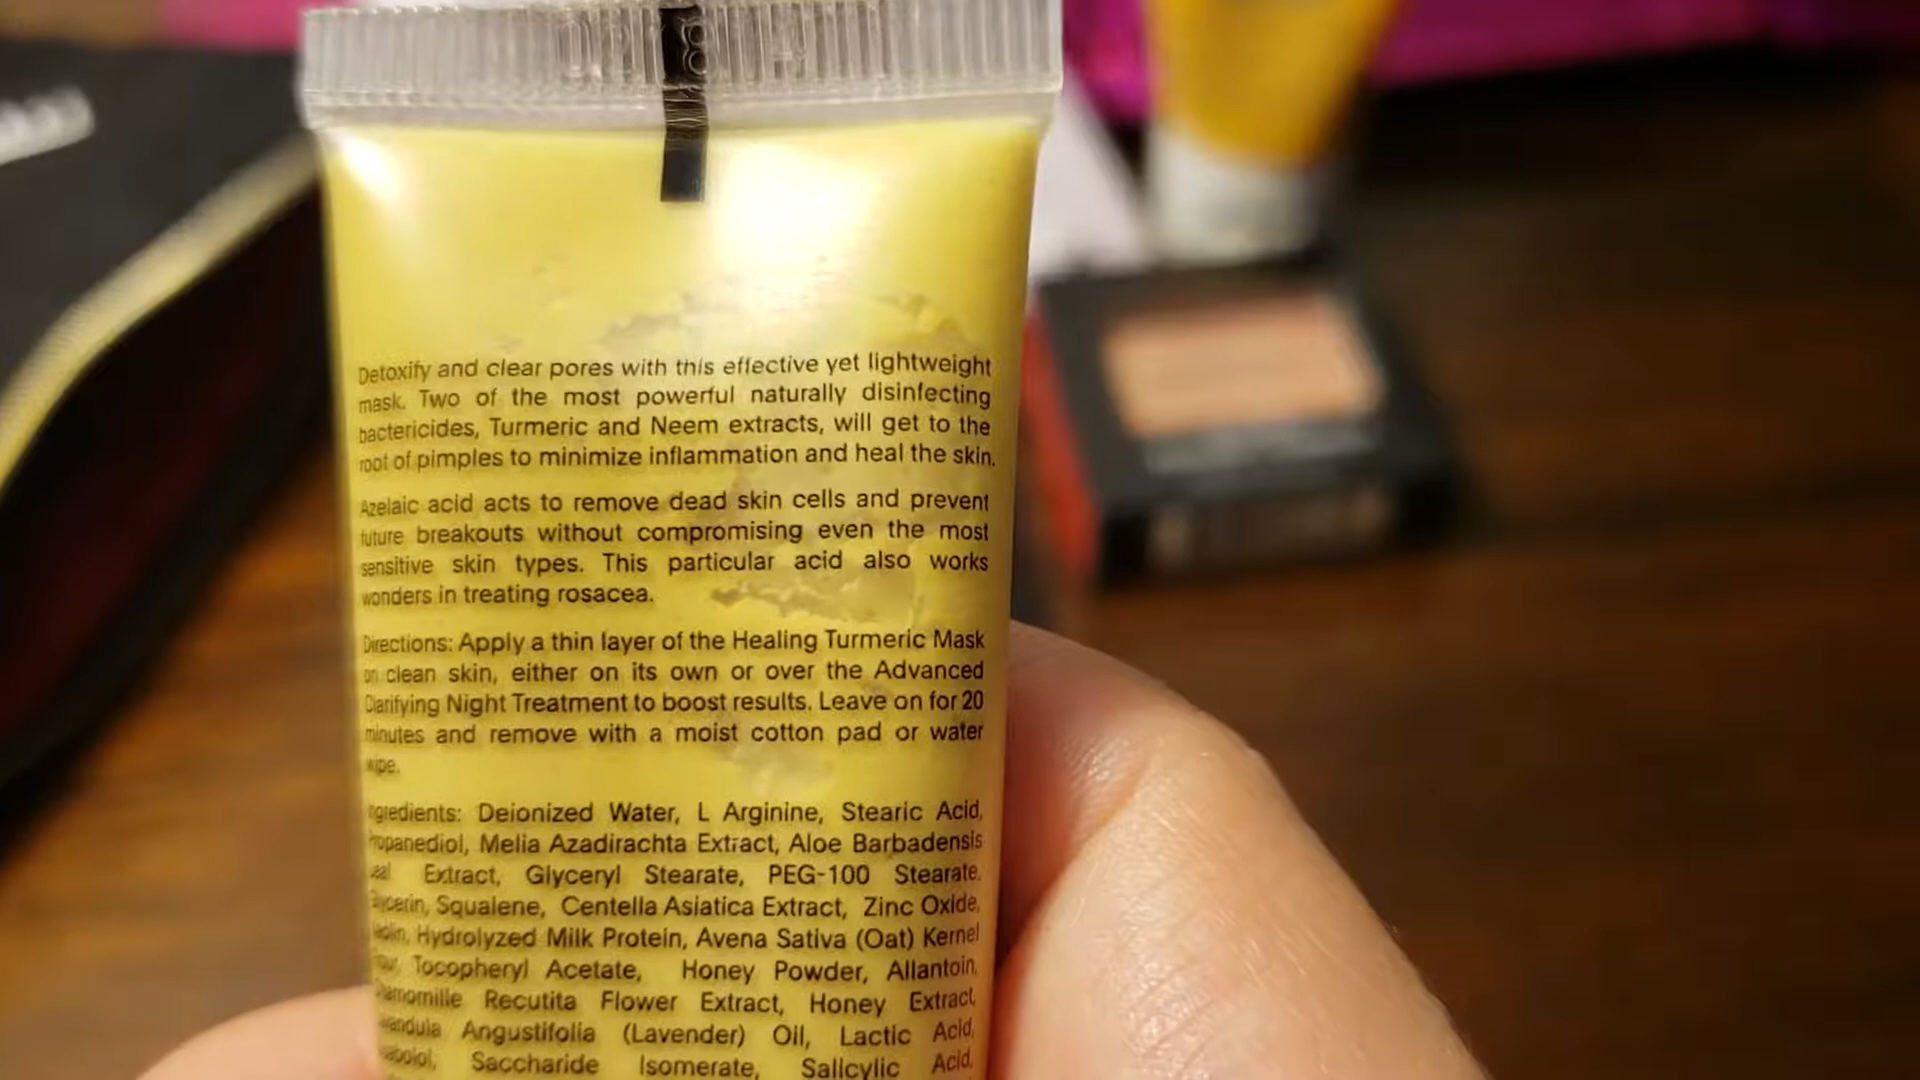 Detoxify and clear pores with this effective yet lightweight
mask. Two of the most powerful naturally disinfecting
bactericides, Turmeric and Neem extracts, will get to the
root of pimples to minimize inflammation and heal the skin.
Azelaic acid acts to remove dead skin cells and prevent
future breakouts without compromising even the most
sensitive skin types. This particular acid also works
wonders in treating rosacea.
Directions: Apply a thin layer of the Healing Turmeric Mask
on clean skin, either on its own or over the Advanced
Clarifying Night Treatment to boost results. Leave on for 20
minutes and remove with a moist cotton pad or water
wipe.
Ingredients: Deionized Water, L Arginine, Stearic Acid,
Propanediol, Melia Azadirachta Extract, Aloe Barbadensis
Extract, Glyceryl Stearate, PEG-100 Stearate,
Glycerin, Squalene, Centella Asiatica Extract, Zinc Oxide,
Hydrolyzed Milk Protein, Avena Sativa (Oat) Kernel
Tocopheryl Acetate, Honey Powder, Allantoin,
Chamomille Recutita Flower Extract, Honey Extract,
Angustifolia (Lavender) Oil, Lactic Acid,
Saccharide Isomerate, Salicylic Acid,